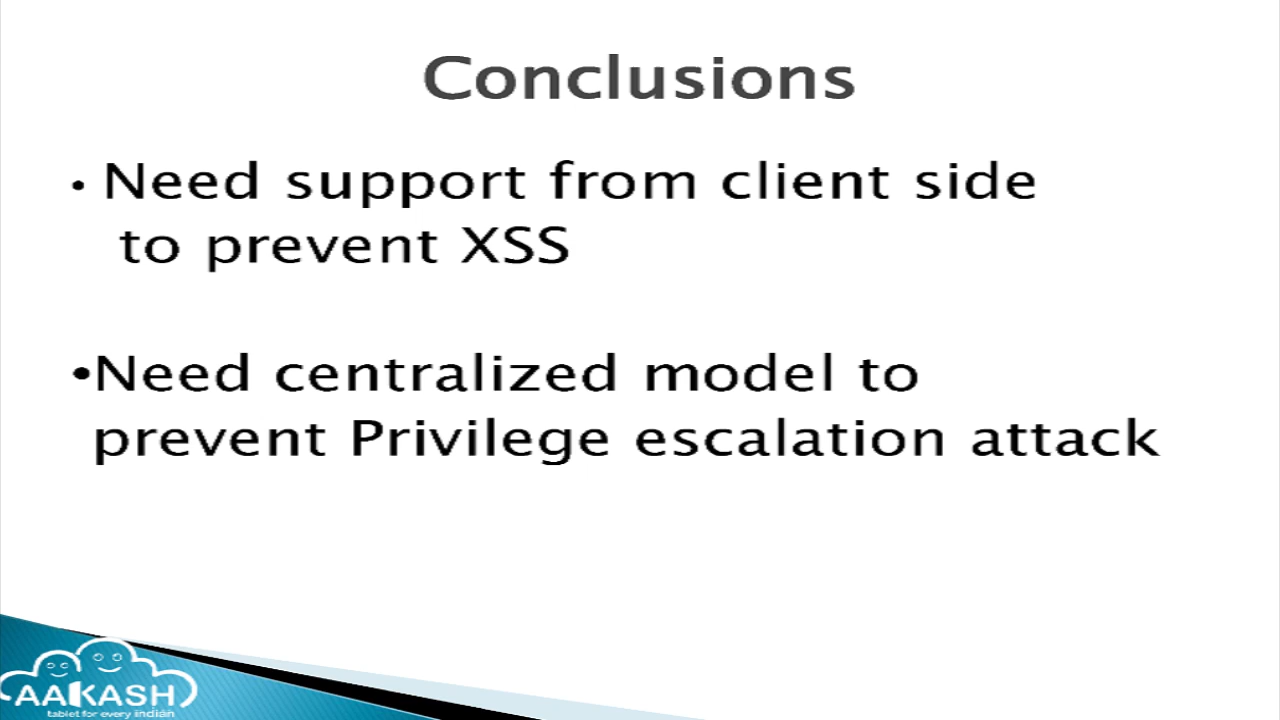 Conclusions
• Need support from client side
to prevent XSS
•Need centralized model to
prevent Privilege escalation attack
AAKASH
tablet for every indian